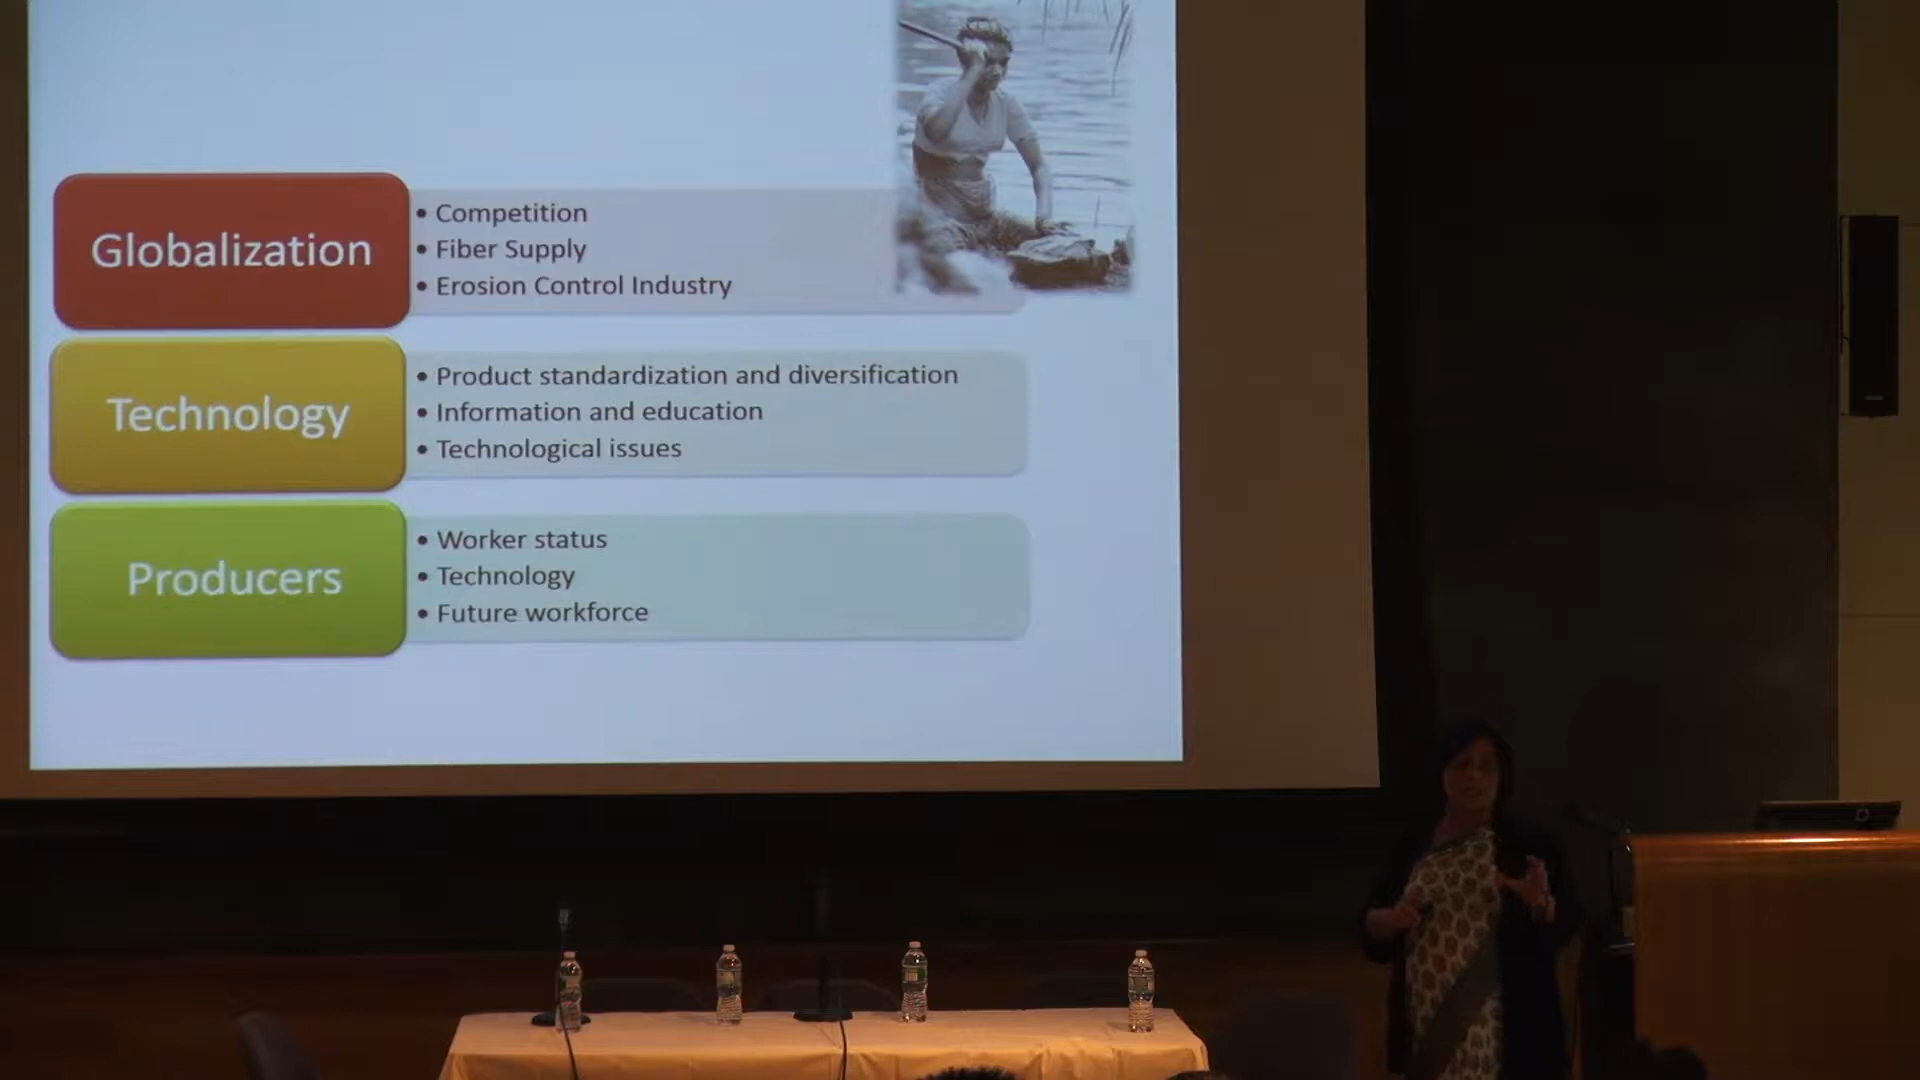 Globalization
• Competition
• Fiber Supply
• Erosion Control Industry
Technology
• Product standardization and diversification
• Information and education
• Technological issues
Producers
• Worker status
• Technology
• Future workforce